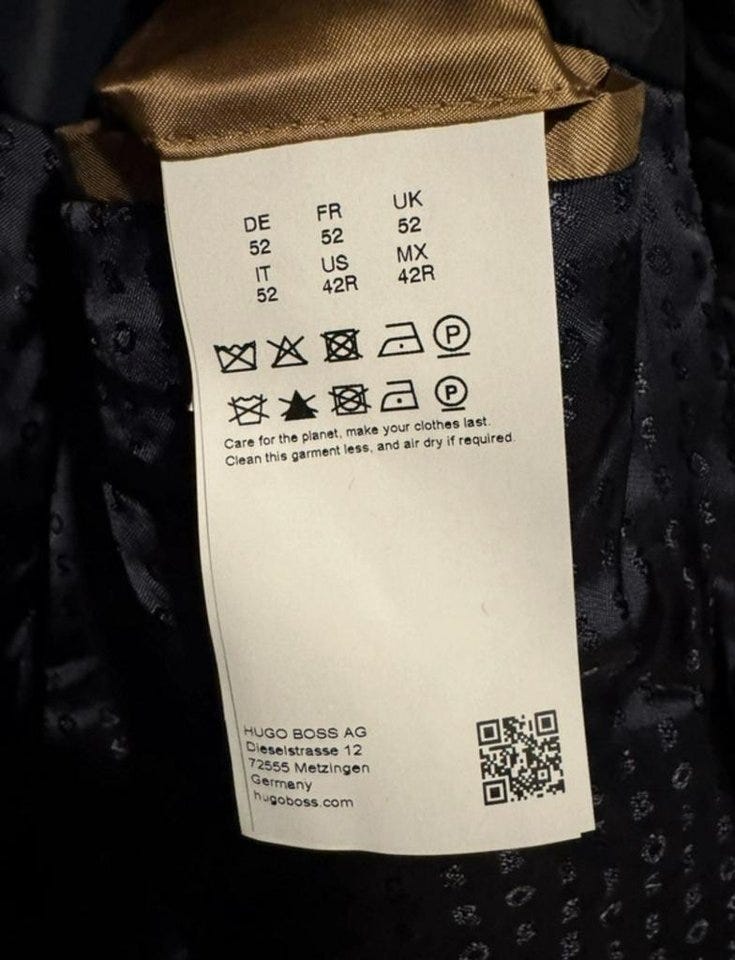 DE FR UK
52 52 52
IT US MX
52 42R 42R
P
P
Care for the planet, make your clothes last.
Clean this garment less, and air dry if required.
HUGO BOSS AG
Dieselstrasse 12
72555 Metzingen
Germany
hugoboss.com